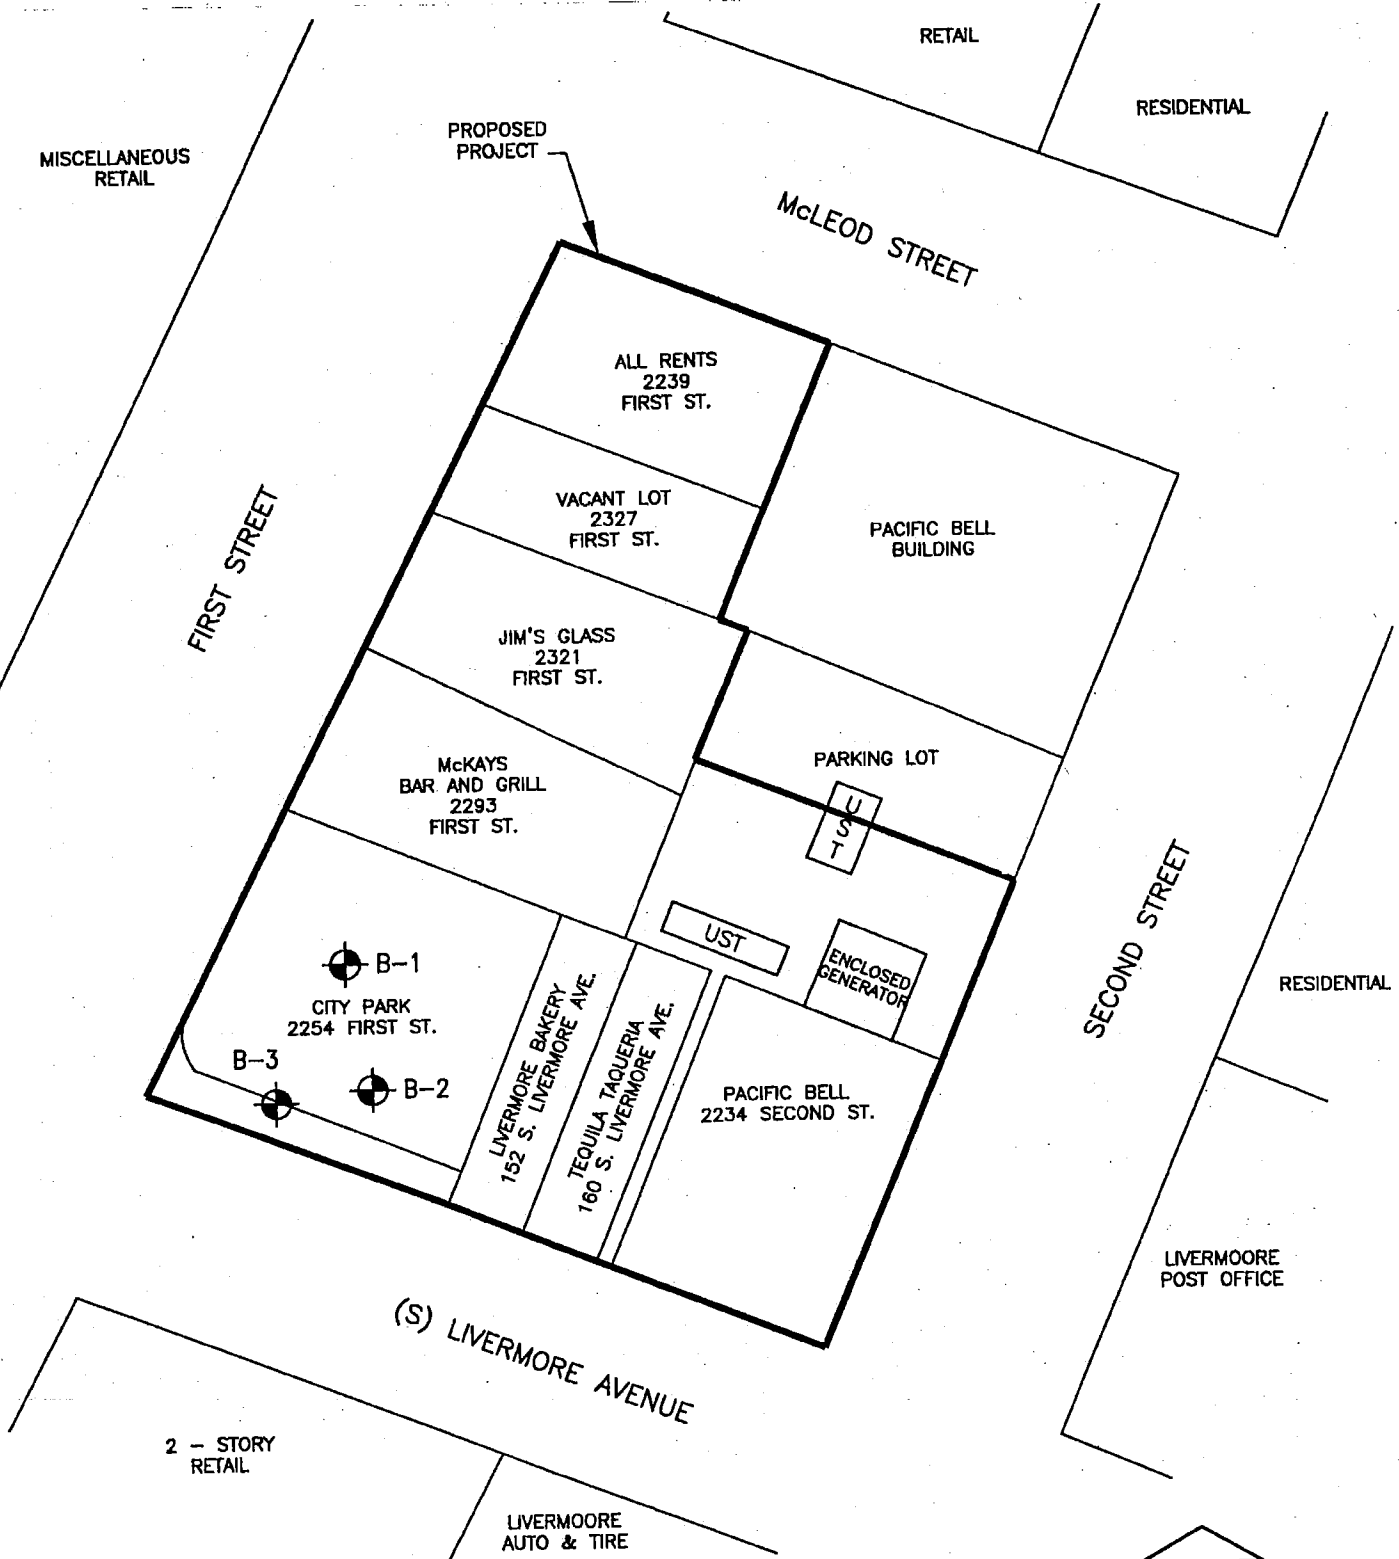 RETAIL
RESIDENTIAL
PROPOSED
PROJECT
MISCELLANEOUS
RETAIL
McLEOD STREET
ALL RENTS
2239
FIRST ST.
VACANT LOT
2327
FIRST ST.
PACIFIC BELL
BUILDING
FIRST STREET
JIM'S GLASS
2321
FIRST ST.
McKAYS
BAR AND GRILL
2293
FIRST ST.
PARKING LOT
UST
UST
ENCLOSED
GENERATOR
SECOND STREET
RESIDENTIAL
B-1
CITY PARK
2254 FIRST ST.
B-3
B-2
LIVERMORE BAKERY
152 S. LIVERMORE AVE.
TEQUILA TAQUERIA
160 S. LIVERMORE AVE.
PACIFIC BELL
2234 SECOND ST.
LIVERMOORE
POST OFFICE
(S) LIVERMORE AVENUE
2 - STORY
RETAIL
LIVERMOORE
AUTO & TIRE